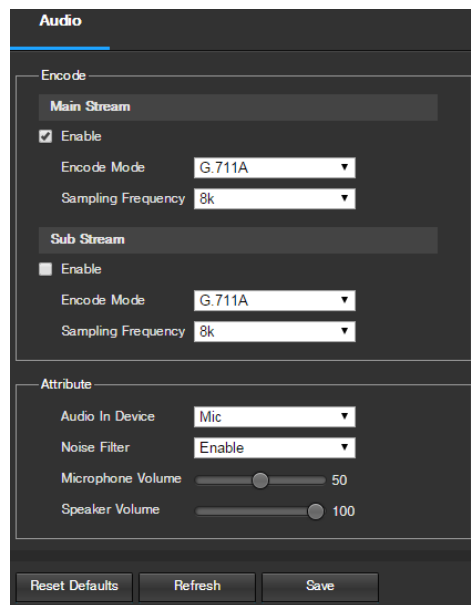 Audio
Encode
Main Stream
Enable
Encode Mode G.711A
Sampling Frequency 8k
Sub Stream
Enable
Encode Mode G.711A
Sampling Frequency 8k
Attribute
Audio In Device Mic
Noise Filter Enable
Microphone Volume 50
Speaker Volume 100
Reset Defaults Refresh Save